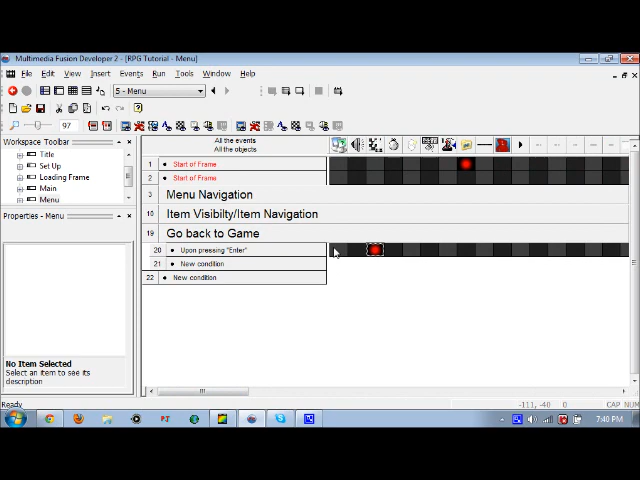 Multimedia Fusion Developer 2 - [RPG Tutorial - Menu]
File Edit View Insert Events Run Tools Window Help
5 - Menu
97
Workspace Toolbar
Title
Set Up
Loading Frame
Main
Menu
Properties - Menu
No Item Selected
Select an item to see its
description
All the events
All the objects
1 Start of Frame
2 Start of Frame
3 Menu Navigation
10 Item Visibilty/Item Navigation
19 Go back to Game
20 Upon pressing "Enter"
21 New condition
22 New condition
Ready
-111, -40 0 CAP NUM
7:40 PM